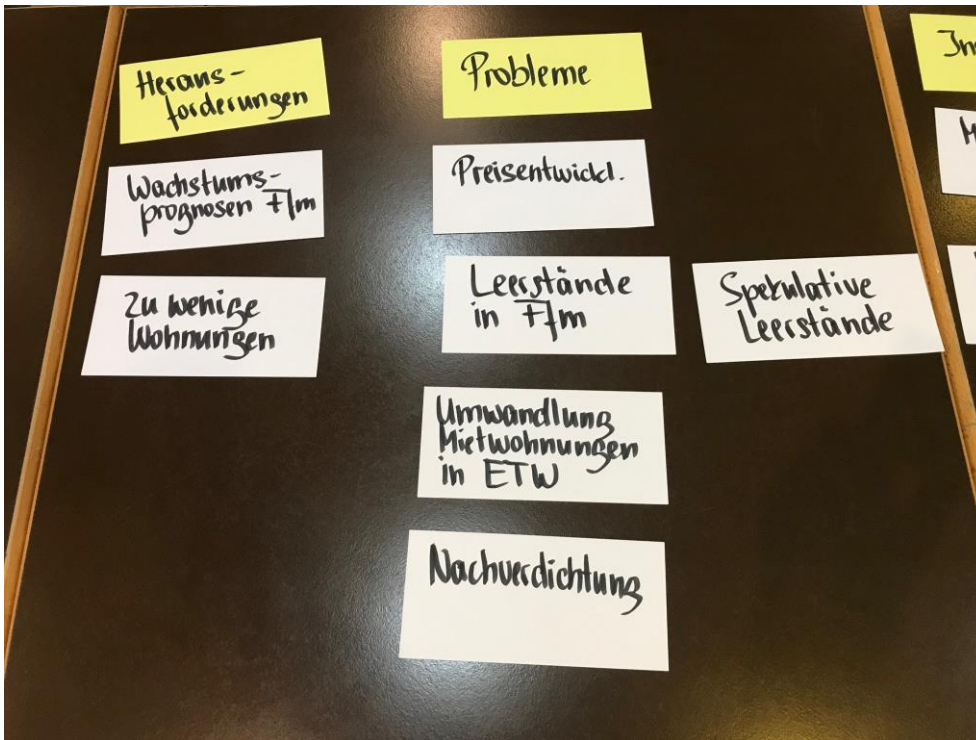 Heraus-
forderungen
Wachstums-
prognosen Ffm
Zu wenige
Wohnungen
Probleme
Preisentwickl.
Leerstände
in Ffm
Umwandlung
Mietwohnungen
in ETW
Nachverdichtung
Spekulative
Leerstände